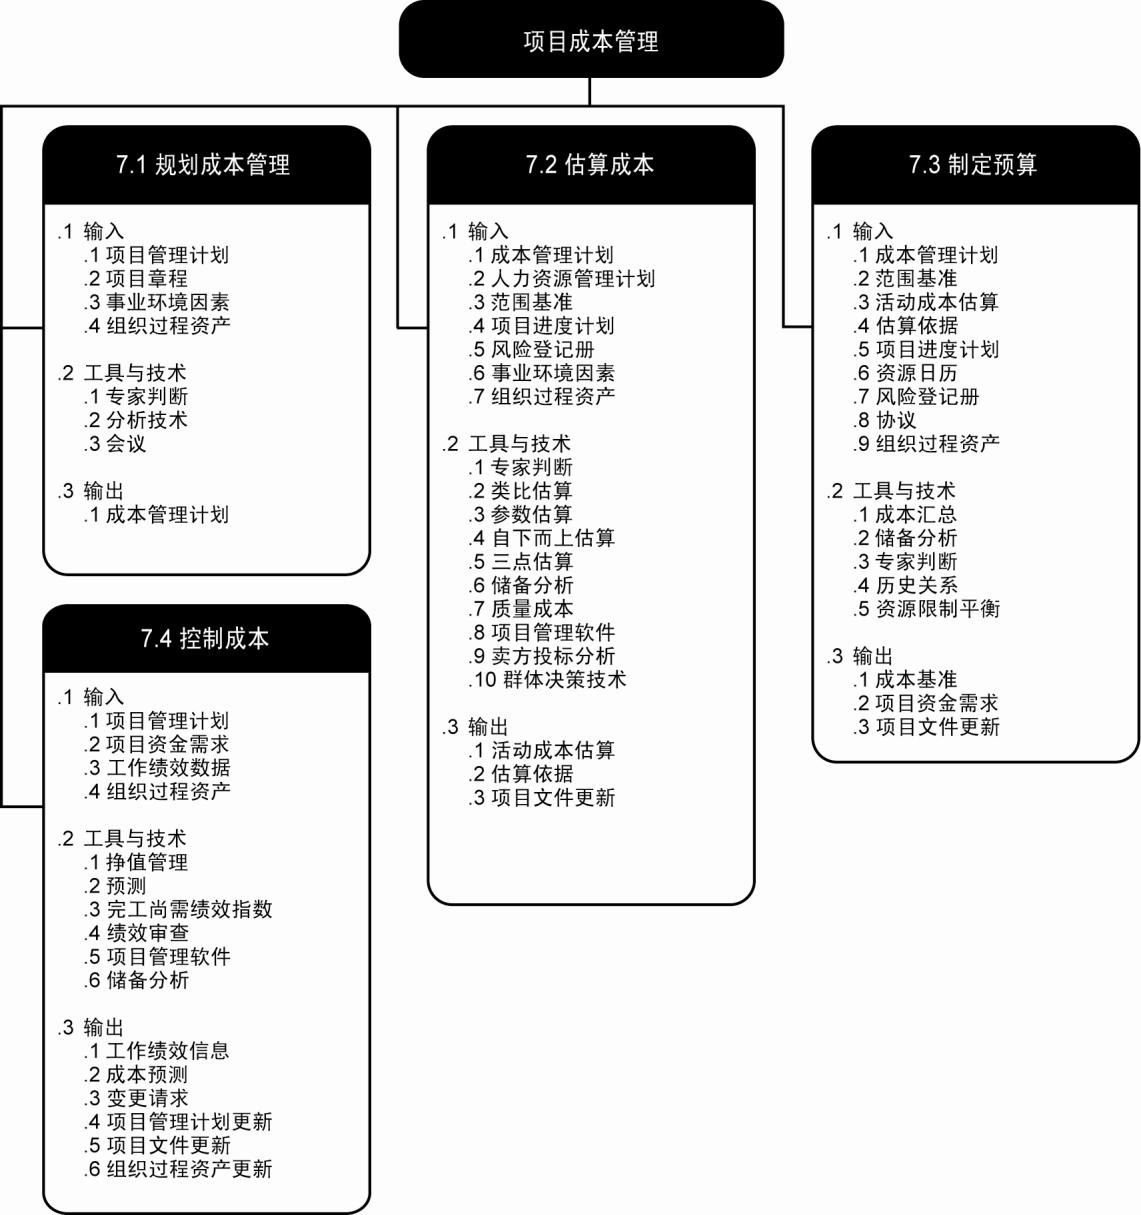 项目成本管理
7.1 规划成本管理
.1 输入
.1 项目管理计划
.2 项目章程
.3 事业环境因素
.4 组织过程资产
.2 工具与技术
.1 专家判断
.2 分析技术
.3 会议
.3 输出
.1 成本管理计划
7.2 估算成本
.1 输入
.1 成本管理计划
.2 人力资源管理计划
.3 范围基准
.4 项目进度计划
.5 风险登记册
.6 事业环境因素
.7 组织过程资产
.2 工具与技术
.1 专家判断
.2 类比估算
.3 参数估算
.4 自下而上估算
.5 三点估算
.6 储备分析
.7 质量成本
.8 项目管理软件
.9 卖方投标分析
.10 群体决策技术
.3 输出
.1 活动成本估算
.2 估算依据
.3 项目文件更新
7.3 制定预算
.1 输入
.1 成本管理计划
.2 范围基准
.3 活动成本估算
.4 估算依据
.5 项目进度计划
.6 资源日历
.7 风险登记册
.8 协议
.9 组织过程资产
.2 工具与技术
.1 成本汇总
.2 储备分析
.3 专家判断
.4 历史关系
.5 资源限制平衡
.3 输出
.1 成本基准
.2 项目资金需求
.3 项目文件更新
7.4 控制成本
.1 输入
.1 项目管理计划
.2 项目资金需求
.3 工作绩效数据
.4 组织过程资产
.2 工具与技术
.1 挣值管理
.2 预测
.3 完工尚需绩效指数
.4 绩效审查
.5 项目管理软件
.6 储备分析
.3 输出
.1 工作绩效信息
.2 成本预测
.3 变更请求
.4 项目管理计划更新
.5 项目文件更新
.6 组织过程资产更新